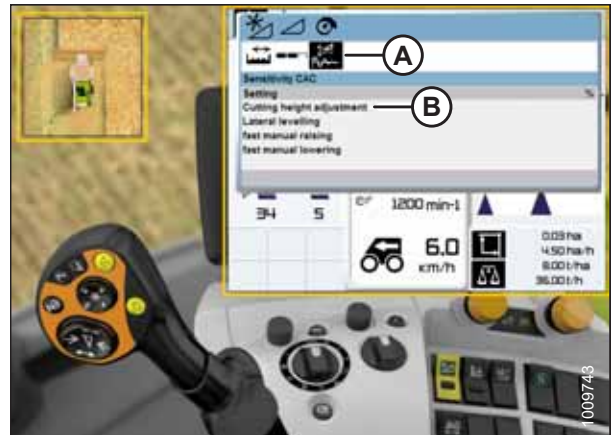 A
Sensitivity CAC
Setting %
Cutting height adjustment
B
Lateral levelling
fast manual raising
fast manual lowering
34 5
1200 min-1
6.0
km/h
0.03 ha
4.50 ha/h
8.00 t/ha
36.00 t/h
1009743